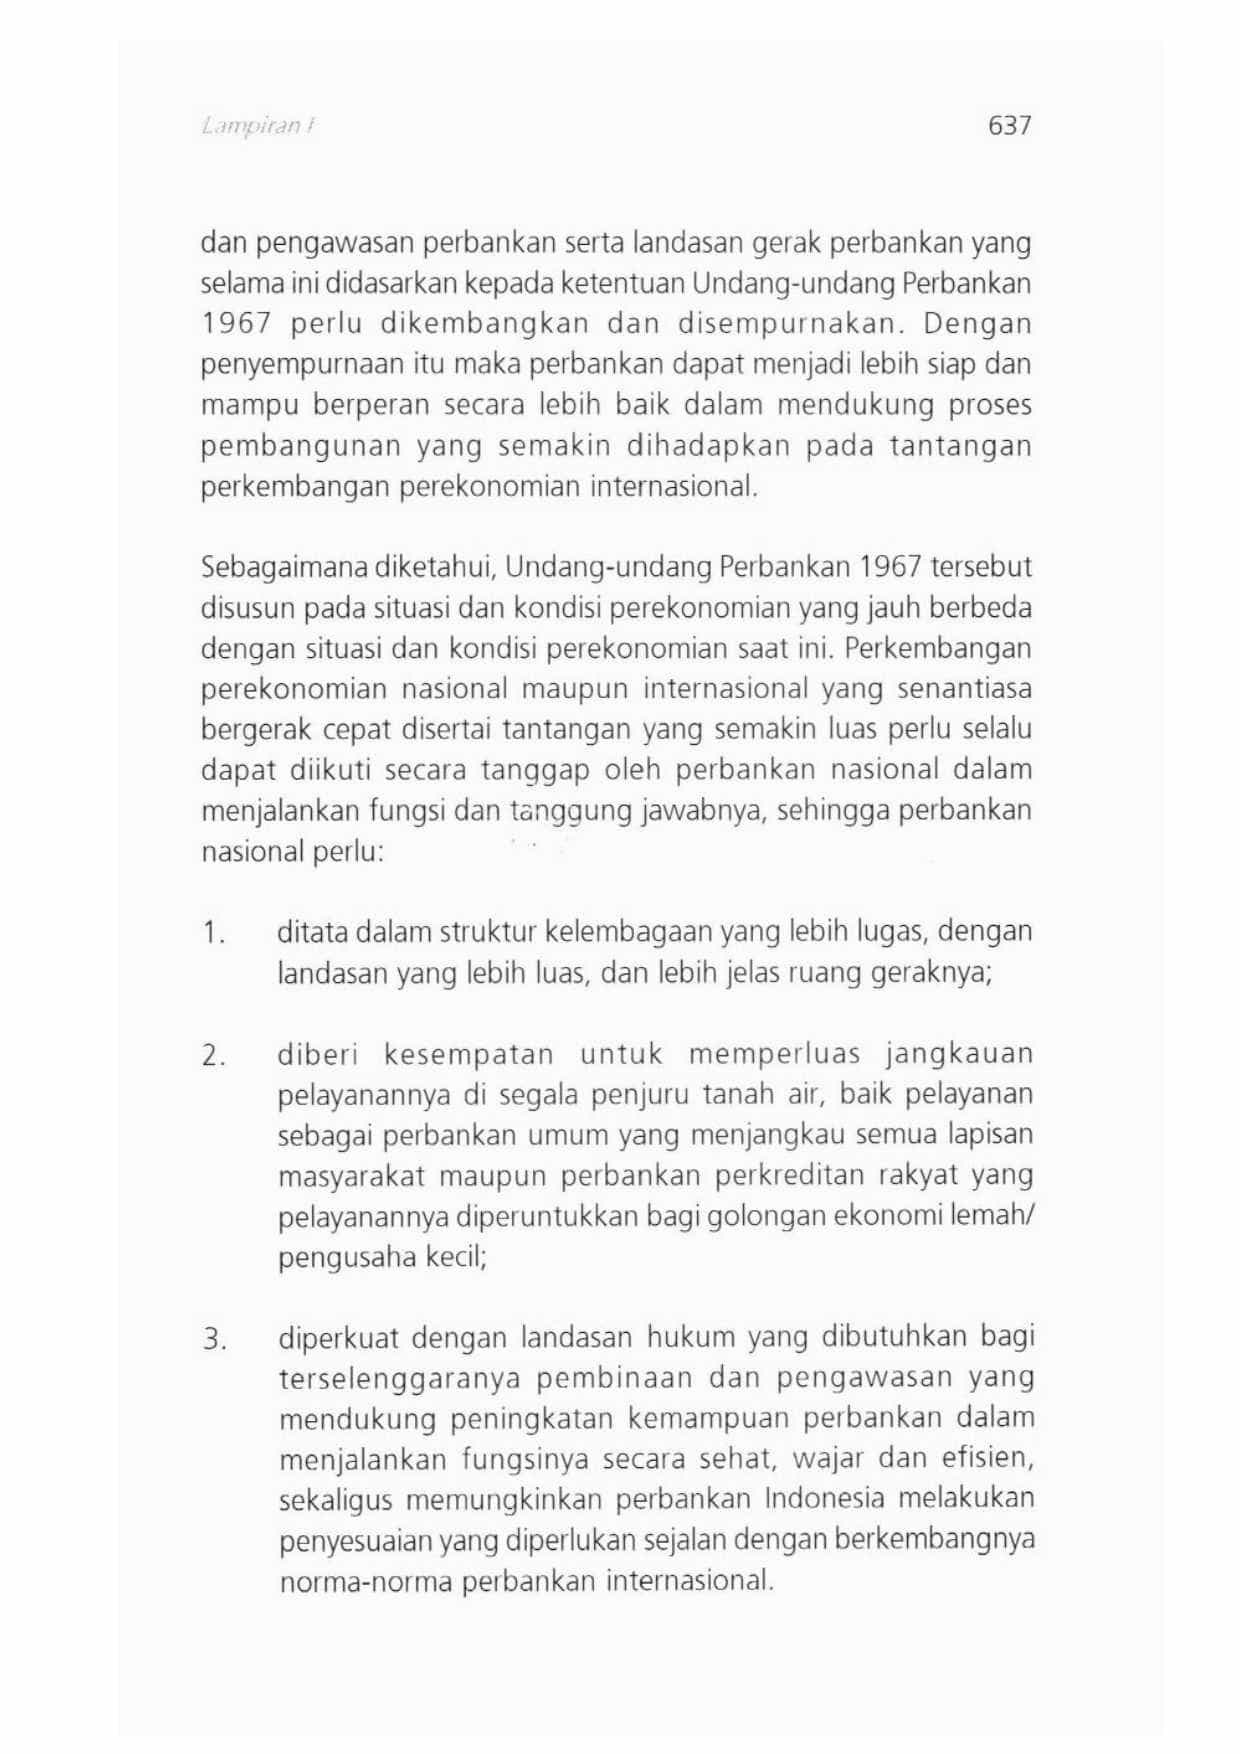 Lampiran I
637
dan pengawasan perbankan serta landasan gerak perbankan yang
selama ini didasarkan kepada ketentuan Undang-undang Perbankan
1967 perlu dikembangkan dan disempurnakan. Dengan
penyempurnaan itu maka perbankan dapat menjadi lebih siap dan
mampu berperan secara lebih baik dalam mendukung proses
pembangunan yang semakin dihadapkan pada tantangan
perkembangan perekonomian internasional.
Sebagaimana diketahui, Undang-undang Perbankan 1967 tersebut
disusun pada situasi dan kondisi perekonomian yang jauh berbeda
dengan situasi dan kondisi perekonomian saat ini. Perkembangan
perekonomian nasional maupun internasional yang senantiasa
bergerak cepat disertai tantangan yang semakin luas perlu selalu
dapat diikuti secara tanggap oleh perbankan nasional dalam
menjalankan fungsi dan tanggung jawabnya, sehingga perbankan
nasional perlu:
1. ditata dalam struktur kelembagaan yang lebih lugas, dengan
landasan yang lebih luas, dan lebih jelas ruang geraknya;
2. diberi kesempatan untuk memperluas jangkauan
pelayanannya di segala penjuru tanah air, baik pelayanan
sebagai perbankan umum yang menjangkau semua lapisan
masyarakat maupun perbankan perkreditan rakyat yang
pelayanannya diperuntukkan bagi golongan ekonomi lemah/
pengusaha kecil;
3. diperkuat dengan landasan hukum yang dibutuhkan bagi
terselenggaranya pembinaan dan pengawasan yang
mendukung peningkatan kemampuan perbankan dalam
menjalankan fungsinya secara sehat, wajar dan efisien,
sekaligus memungkinkan perbankan Indonesia melakukan
penyesuaian yang diperlukan sejalan dengan berkembangnya
norma-norma perbankan internasional.